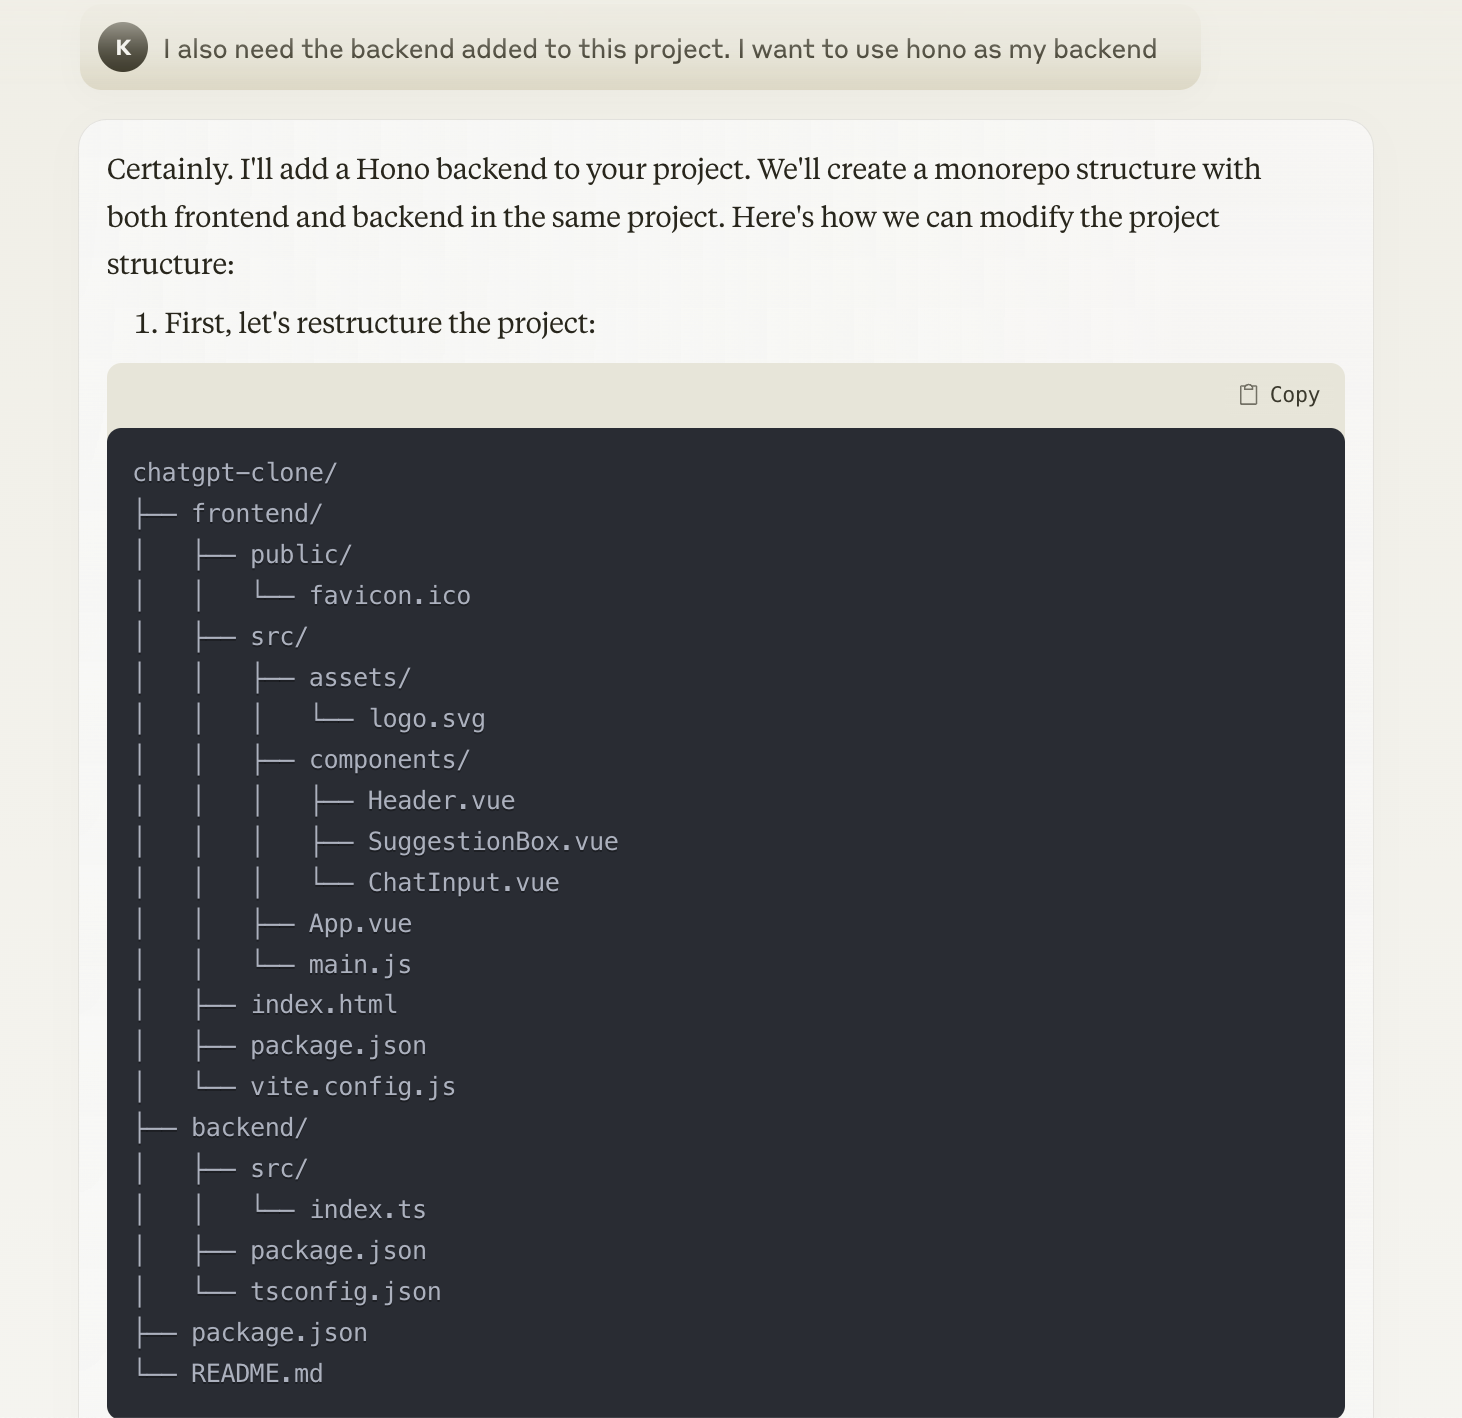 K
I also need the backend added to this project. I want to use hono as my backend
Certainly. I'll add a Hono backend to your project. We'll create a monorepo structure with
both frontend and backend in the same project. Here's how we can modify the project
structure:
1. First, let's restructure the project:
Copy
chatgpt-clone/
├── frontend/
│   ├── public/
│   │   └── favicon.ico
│   ├── src/
│   │   ├── assets/
│   │   │   └── logo.svg
│   │   ├── components/
│   │   │   ├── Header.vue
│   │   │   ├── SuggestionBox.vue
│   │   │   └── ChatInput.vue
│   │   ├── App.vue
│   │   └── main.js
│   ├── index.html
│   ├── package.json
│   └── vite.config.js
├── backend/
│   ├── src/
│   │   └── index.ts
│   ├── package.json
│   └── tsconfig.json
├── package.json
└── README.md